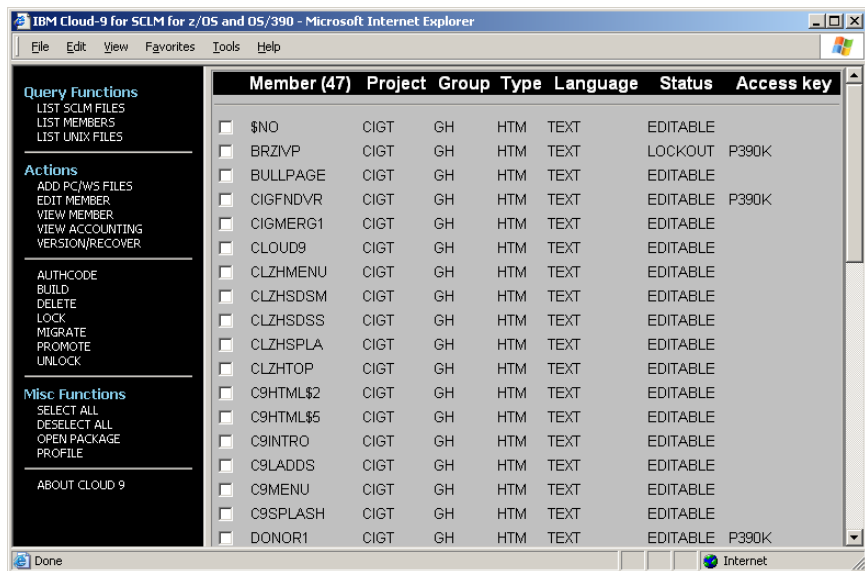 IBM Cloud-9 for SCLM for z/OS and OS/390 - Microsoft Internet Explorer
File Edit View Favorites Tools Help
Query Functions
LIST SCLM FILES
LIST MEMBERS
LIST UNIX FILES
Actions
ADD PC/WS FILES
EDIT MEMBER
VIEW MEMBER
VIEW ACCOUNTING
VERSION/RECOVER
AUTHCODE
BUILD
DELETE
LOCK
MIGRATE
PROMOTE
UNLOCK
Misc Functions
SELECT ALL
DESELECT ALL
OPEN PACKAGE
PROFILE
ABOUT CLOUD 9
Member (47) Project Group Type Language Status Access key
$NO CIGT GH HTM TEXT EDITABLE
BRZIVP CIGT GH HTM TEXT LOCKOUT P390K
BULLPAGE CIGT GH HTM TEXT EDITABLE
CIGFNDVR CIGT GH HTM TEXT EDITABLE P390K
CIGMERG1 CIGT GH HTM TEXT EDITABLE
CLOUD9 CIGT GH HTM TEXT EDITABLE
CLZHMENU CIGT GH HTM TEXT EDITABLE
CLZHSDSM CIGT GH HTM TEXT EDITABLE
CLZHSDSS CIGT GH HTM TEXT EDITABLE
CLZHSPLA CIGT GH HTM TEXT EDITABLE
CLZHTOP CIGT GH HTM TEXT EDITABLE
C9HTML$2 CIGT GH HTM TEXT EDITABLE
C9HTML$5 CIGT GH HTM TEXT EDITABLE
C9INTRO CIGT GH HTM TEXT EDITABLE
C9LADDS CIGT GH HTM TEXT EDITABLE
C9MENU CIGT GH HTM TEXT EDITABLE
C9SPLASH CIGT GH HTM TEXT EDITABLE
DONOR1 CIGT GH HTM TEXT EDITABLE P390K
Done Internet